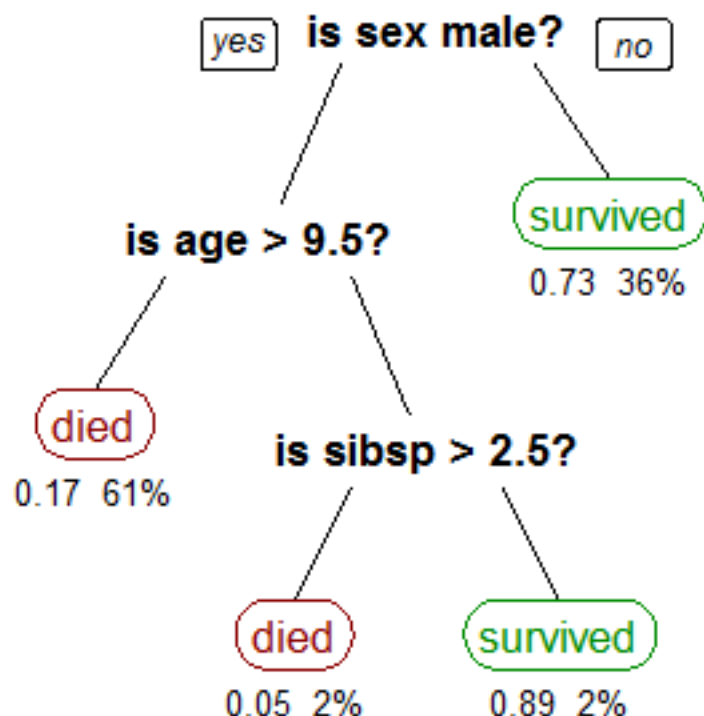 yes is sex male? no
survived
is age > 9.5?
0.73 36%
died
is sibsp > 2.5?
0.17 61%
died survived
0.05 2% 0.89 2%